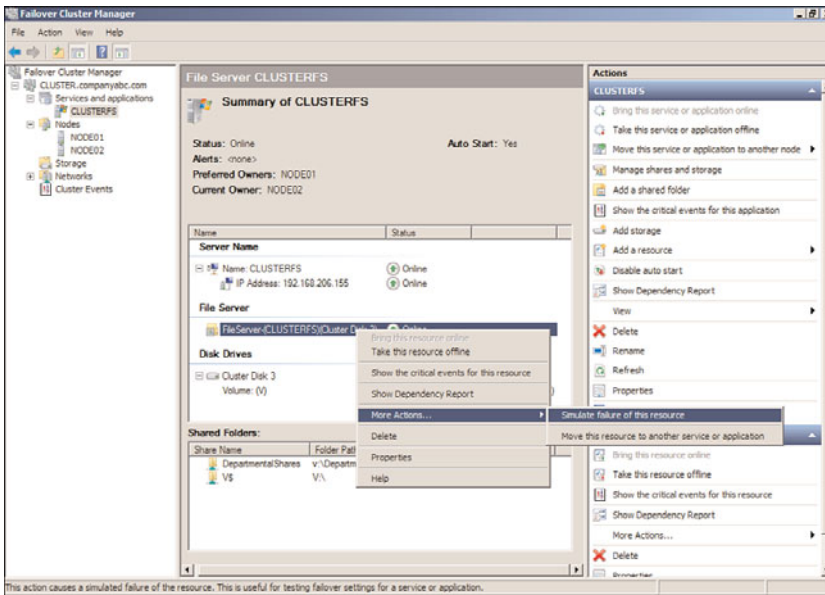 Failover Cluster Manager
File Action View Help
Failover Cluster Manager
CLUSTER.companyabc.com
Services and applications
CLUSTERFS
Nodes
NODE01
NODE02
Storage
Networks
Cluster Events
File Server CLUSTERFS
Summary of CLUSTERFS
Status: Online Auto Start: Yes
Alerts: <none>
Preferred Owners: NODE01
Current Owner: NODE02
Name Status
Server Name
Name: CLUSTERFS Online
IP Address: 192.168.206.155 Online
File Server
FileServer-(CLUSTERFS)(Cluster Disk 3) Online
Disk Drives
Cluster Disk 3
Volume: (V)
Shared Folders:
Share Name Folder Pat
DepartmentalShares v:\Departm
V$ V:\
Bring this resource online
Take this resource offline
Show the critical events for this resource
Show Dependency Report
More Actions...
Delete
Properties
Help
Simulate failure of this resource
Move this resource to another service or application
Actions
CLUSTERFS
Bring this service or application online
Take this service or application offline
Move this service or application to another node
Manage shares and storage
Add a shared folder
Show the critical events for this application
Add storage
Add a resource
Disable auto start
Show Dependency Report
View
Delete
Rename
Refresh
Properties
Bring this resource online
Take this resource offline
Show the critical events for this resource
Show Dependency Report
More Actions...
Delete
Properties
This action causes a simulated failure of the resource. This is useful for testing failover settings for a service or application.